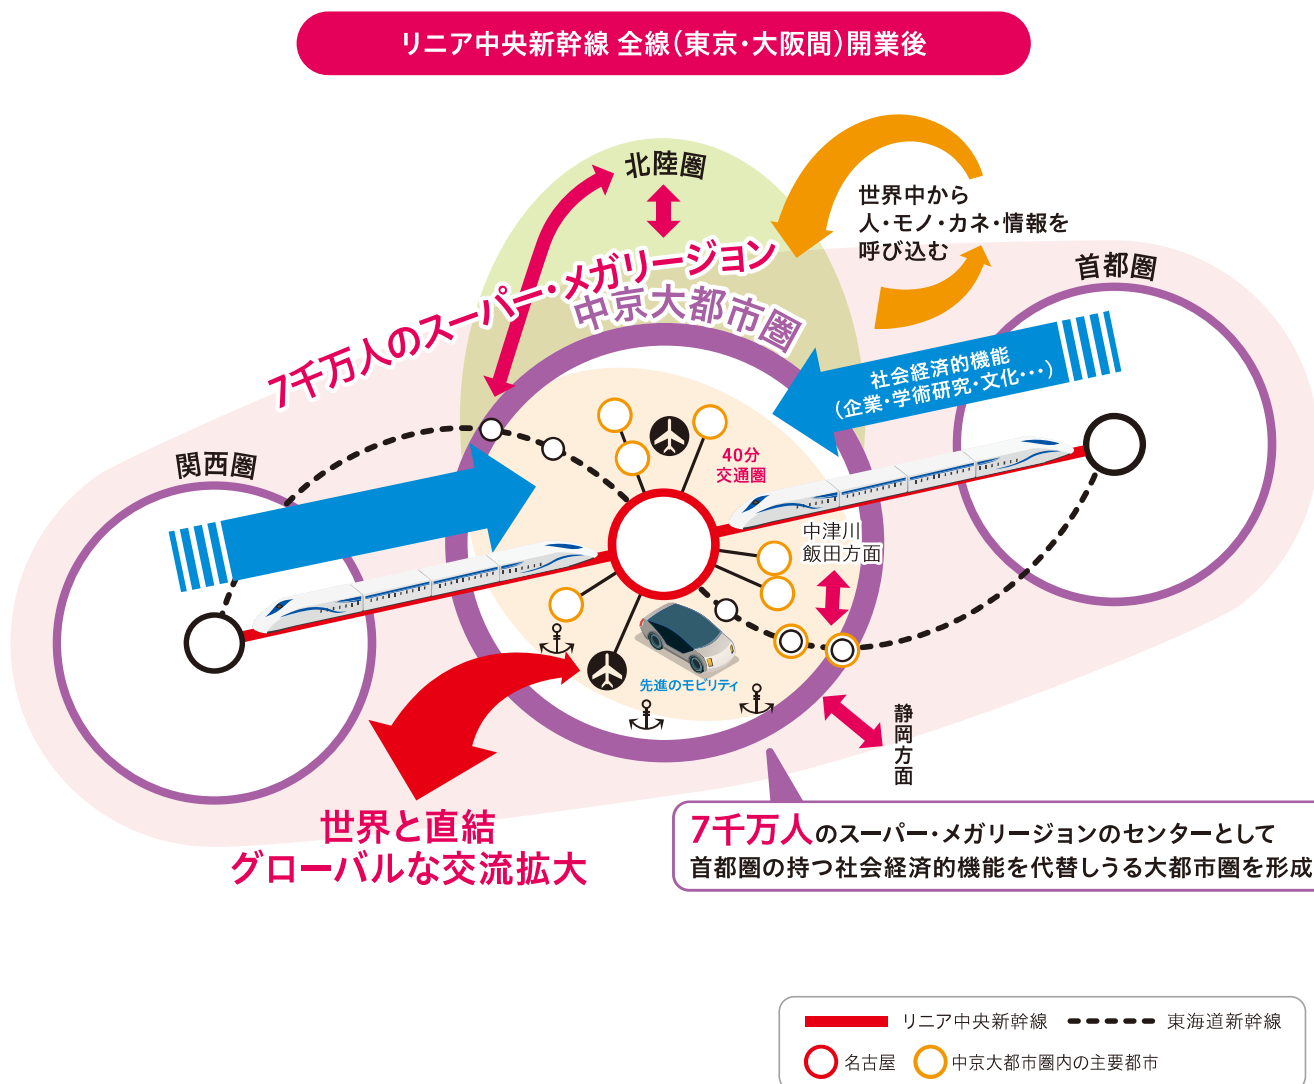 リニア中央新幹線 全線（東京・大阪間）開業後
北陸圏
世界中から
人・モノ・カネ・情報を
呼び込む
首都圏
7千万人のスーパー・メガリージョン
中京大都市圏
社会経済的機能
（企業・学術研究・文化・・・）
関西圏
40分
交通圏
中津川
飯田方面
先進のモビリティ
静岡方面
世界と直結
グローバルな交流拡大
7千万人のスーパー・メガリージョンのセンターとして
首都圏の持つ社会経済的機能を代替しうる大都市圏を形成
リニア中央新幹線
東海道新幹線
名古屋
中京大都市圏内の主要都市